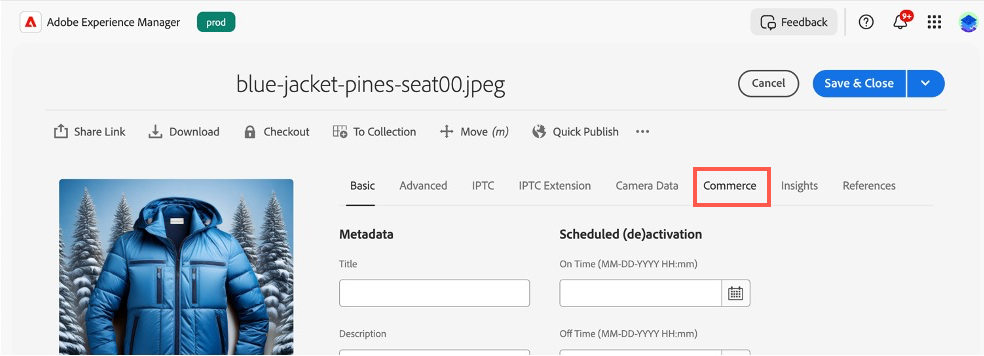 Adobe Experience Manager prod Feedback 9+
blue-jacket-pines-seat00.jpeg Cancel Save & Close
Share Link Download Checkout To Collection Move (m) Quick Publish
Basic Advanced IPTC IPTC Extension Camera Data Commerce Insights References
Metadata Scheduled (de)activation
Title On Time (MM-DD-YYYY HH:mm)
Description Off Time (MM-DD-YYYY HH:mm)